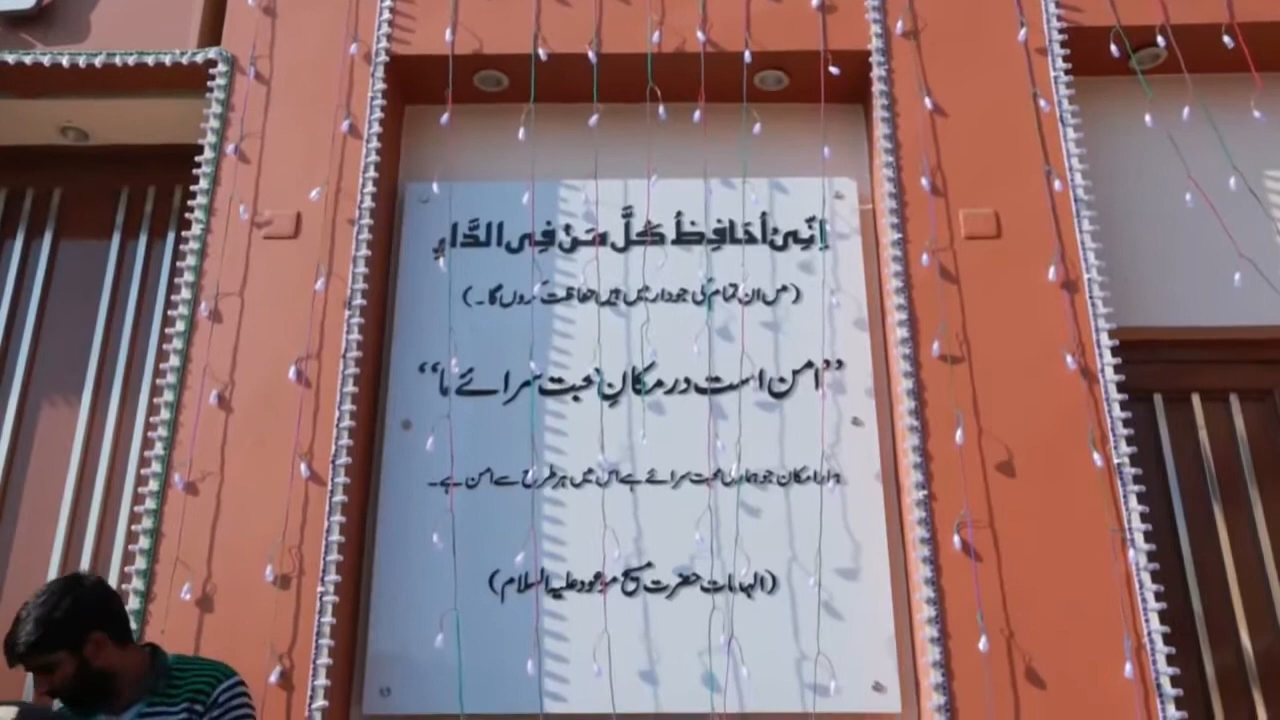 اِنِّیْ اُحَافِظُ کُلَّ مَنْ فِی الدَّارِ
(میں ان تمام کی جو دار میں ہیں حفاظت کروں گا۔)
’’امن است در مکانِ محبت سرائے ما‘‘
ہمارا مکان جو ہماری محبت سرائے ہے اس میں ہر طرح سے امن ہے۔
(الہامات حضرت مسیح موعود علیہ السلام)